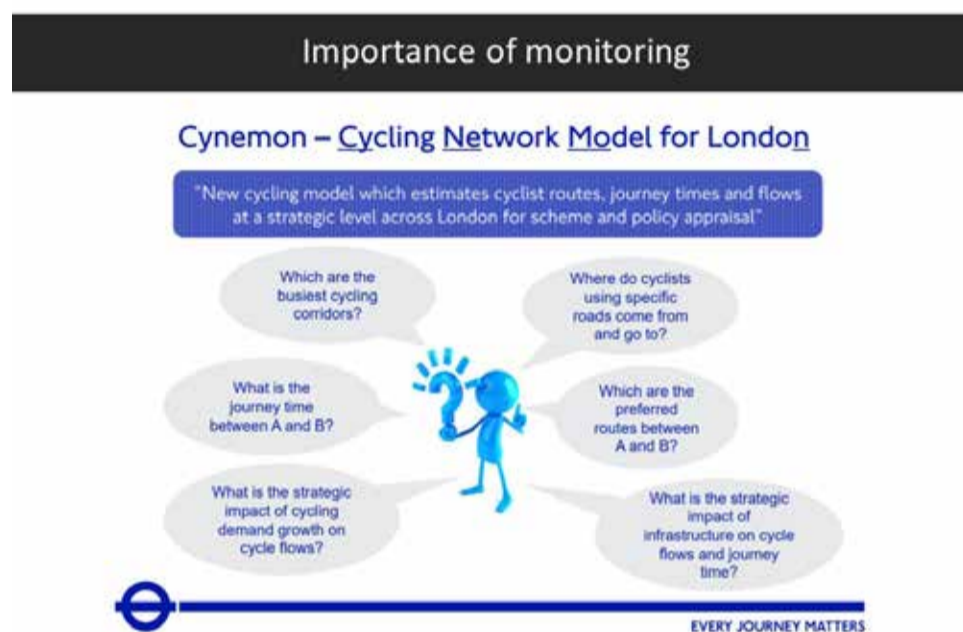 Importance of monitoring
Cynemon – Cycling Network Model for London
"New cycling model which estimates cyclist routes, journey times and flows
at a strategic level across London for scheme and policy appraisal"
Which are the
busiest cycling
corridors?
Where do cyclists
using specific
roads come from
and go to?
What is the
journey time
between A and B?
Which are the
preferred
routes between
A and B?
What is the strategic
impact of cycling
demand growth on
cycle flows?
What is the strategic
impact of
infrastructure on cycle
flows and journey
time?
EVERY JOURNEY MATTERS